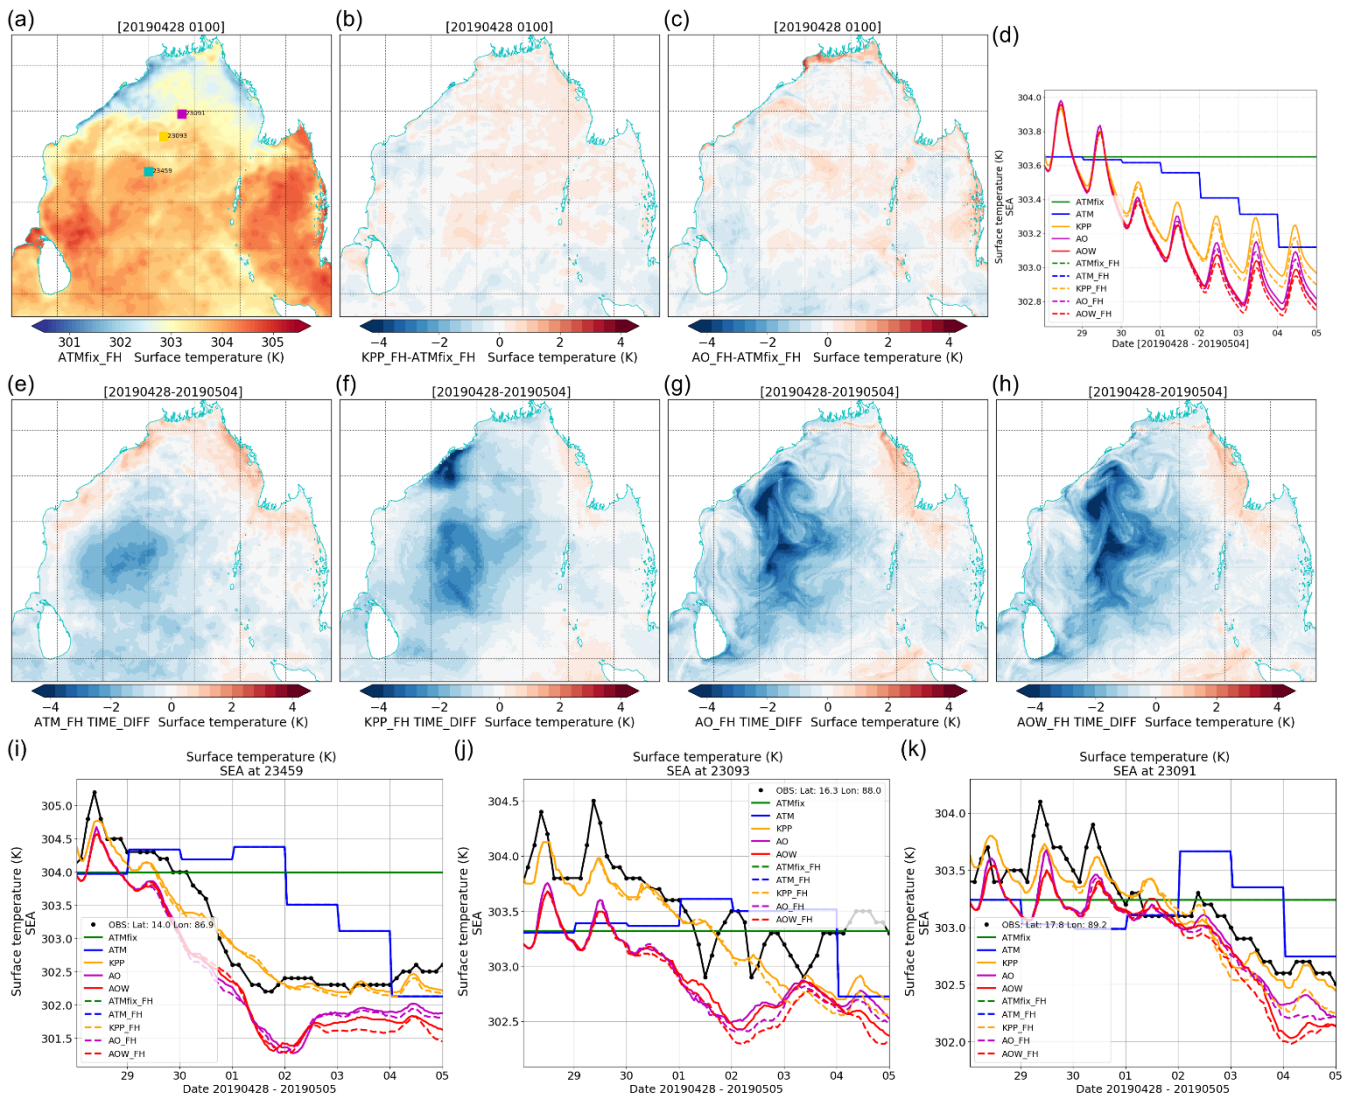 (a)
[20190428 0100]
23091
23093
23459
301 302 303 304 305
ATMfix_FH Surface temperature (K)
(b)
[20190428 0100]
−4 −2 0 2 4
KPP_FH-ATMfix_FH Surface temperature (K)
(c)
[20190428 0100]
−4 −2 0 2 4
AO_FH-ATMfix_FH Surface temperature (K)
(d)
Surface temperature (K)
SEA
304.0
303.8
303.6
303.4
303.2
303.0
302.8
ATMfix
ATM
KPP
AO
AOW
ATMfix_FH
ATM_FH
KPP_FH
AO_FH
AOW_FH
29 30 01 02 03 04 05
Date [20190428 - 20190504]
(e)
[20190428-20190504]
−4 −2 0 2 4
ATM_FH TIME_DIFF Surface temperature (K)
(f)
[20190428-20190504]
−4 −2 0 2 4
KPP_FH TIME_DIFF Surface temperature (K)
(g)
[20190428-20190504]
−4 −2 0 2 4
AO_FH TIME_DIFF Surface temperature (K)
(h)
[20190428-20190504]
−4 −2 0 2 4
AOW_FH TIME_DIFF Surface temperature (K)
(i)
Surface temperature (K)
SEA at 23459
Surface temperature (K)
SEA
305.0
304.5
304.0
303.5
303.0
302.5
302.0
301.5
OBS: Lat: 14.0 Lon: 86.9
ATMfix
ATM
KPP
AO
AOW
ATMfix_FH
ATM_FH
KPP_FH
AO_FH
AOW_FH
29 30 01 02 03 04 05
Date 20190428 - 20190505
(j)
Surface temperature (K)
SEA at 23093
Surface temperature (K)
SEA
304.5
304.0
303.5
303.0
302.5
OBS: Lat: 16.3 Lon: 88.0
ATMfix
ATM
KPP
AO
AOW
ATMfix_FH
ATM_FH
KPP_FH
AO_FH
AOW_FH
29 30 01 02 03 04 05
Date 20190428 - 20190505
(k)
Surface temperature (K)
SEA at 23091
Surface temperature (K)
SEA
304.0
303.5
303.0
302.5
302.0
OBS: Lat: 17.8 Lon: 89.2
ATMfix
ATM
KPP
AO
AOW
ATMfix_FH
ATM_FH
KPP_FH
AO_FH
AOW_FH
29 30 01 02 03 04 05
Date 20190428 - 20190505